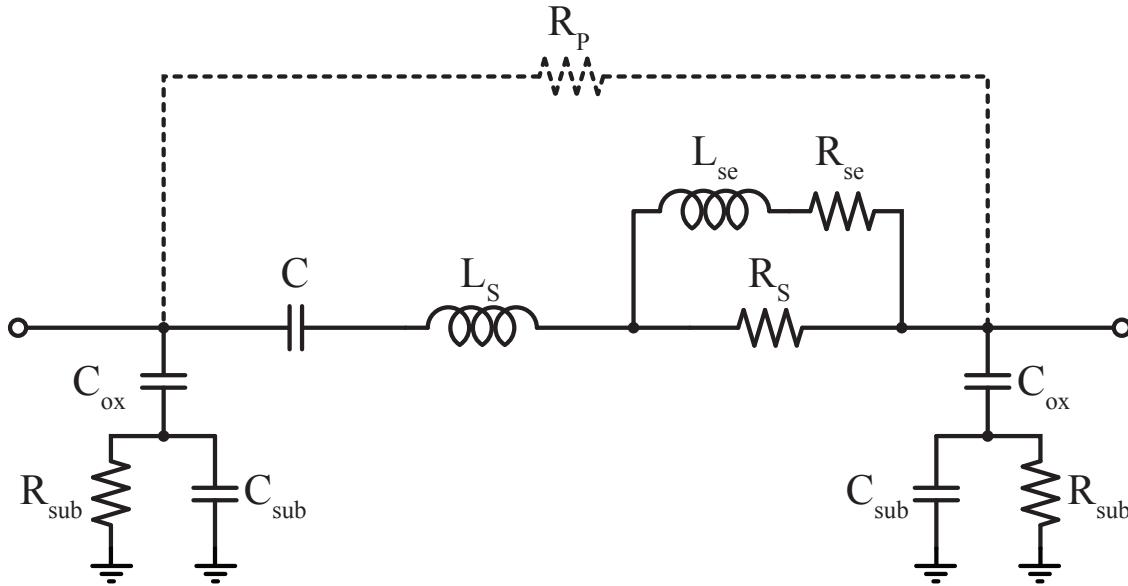 R_P
L_se
R_se
C
L_S
R_S
C_ox
C_ox
R_sub
C_sub
C_sub
R_sub